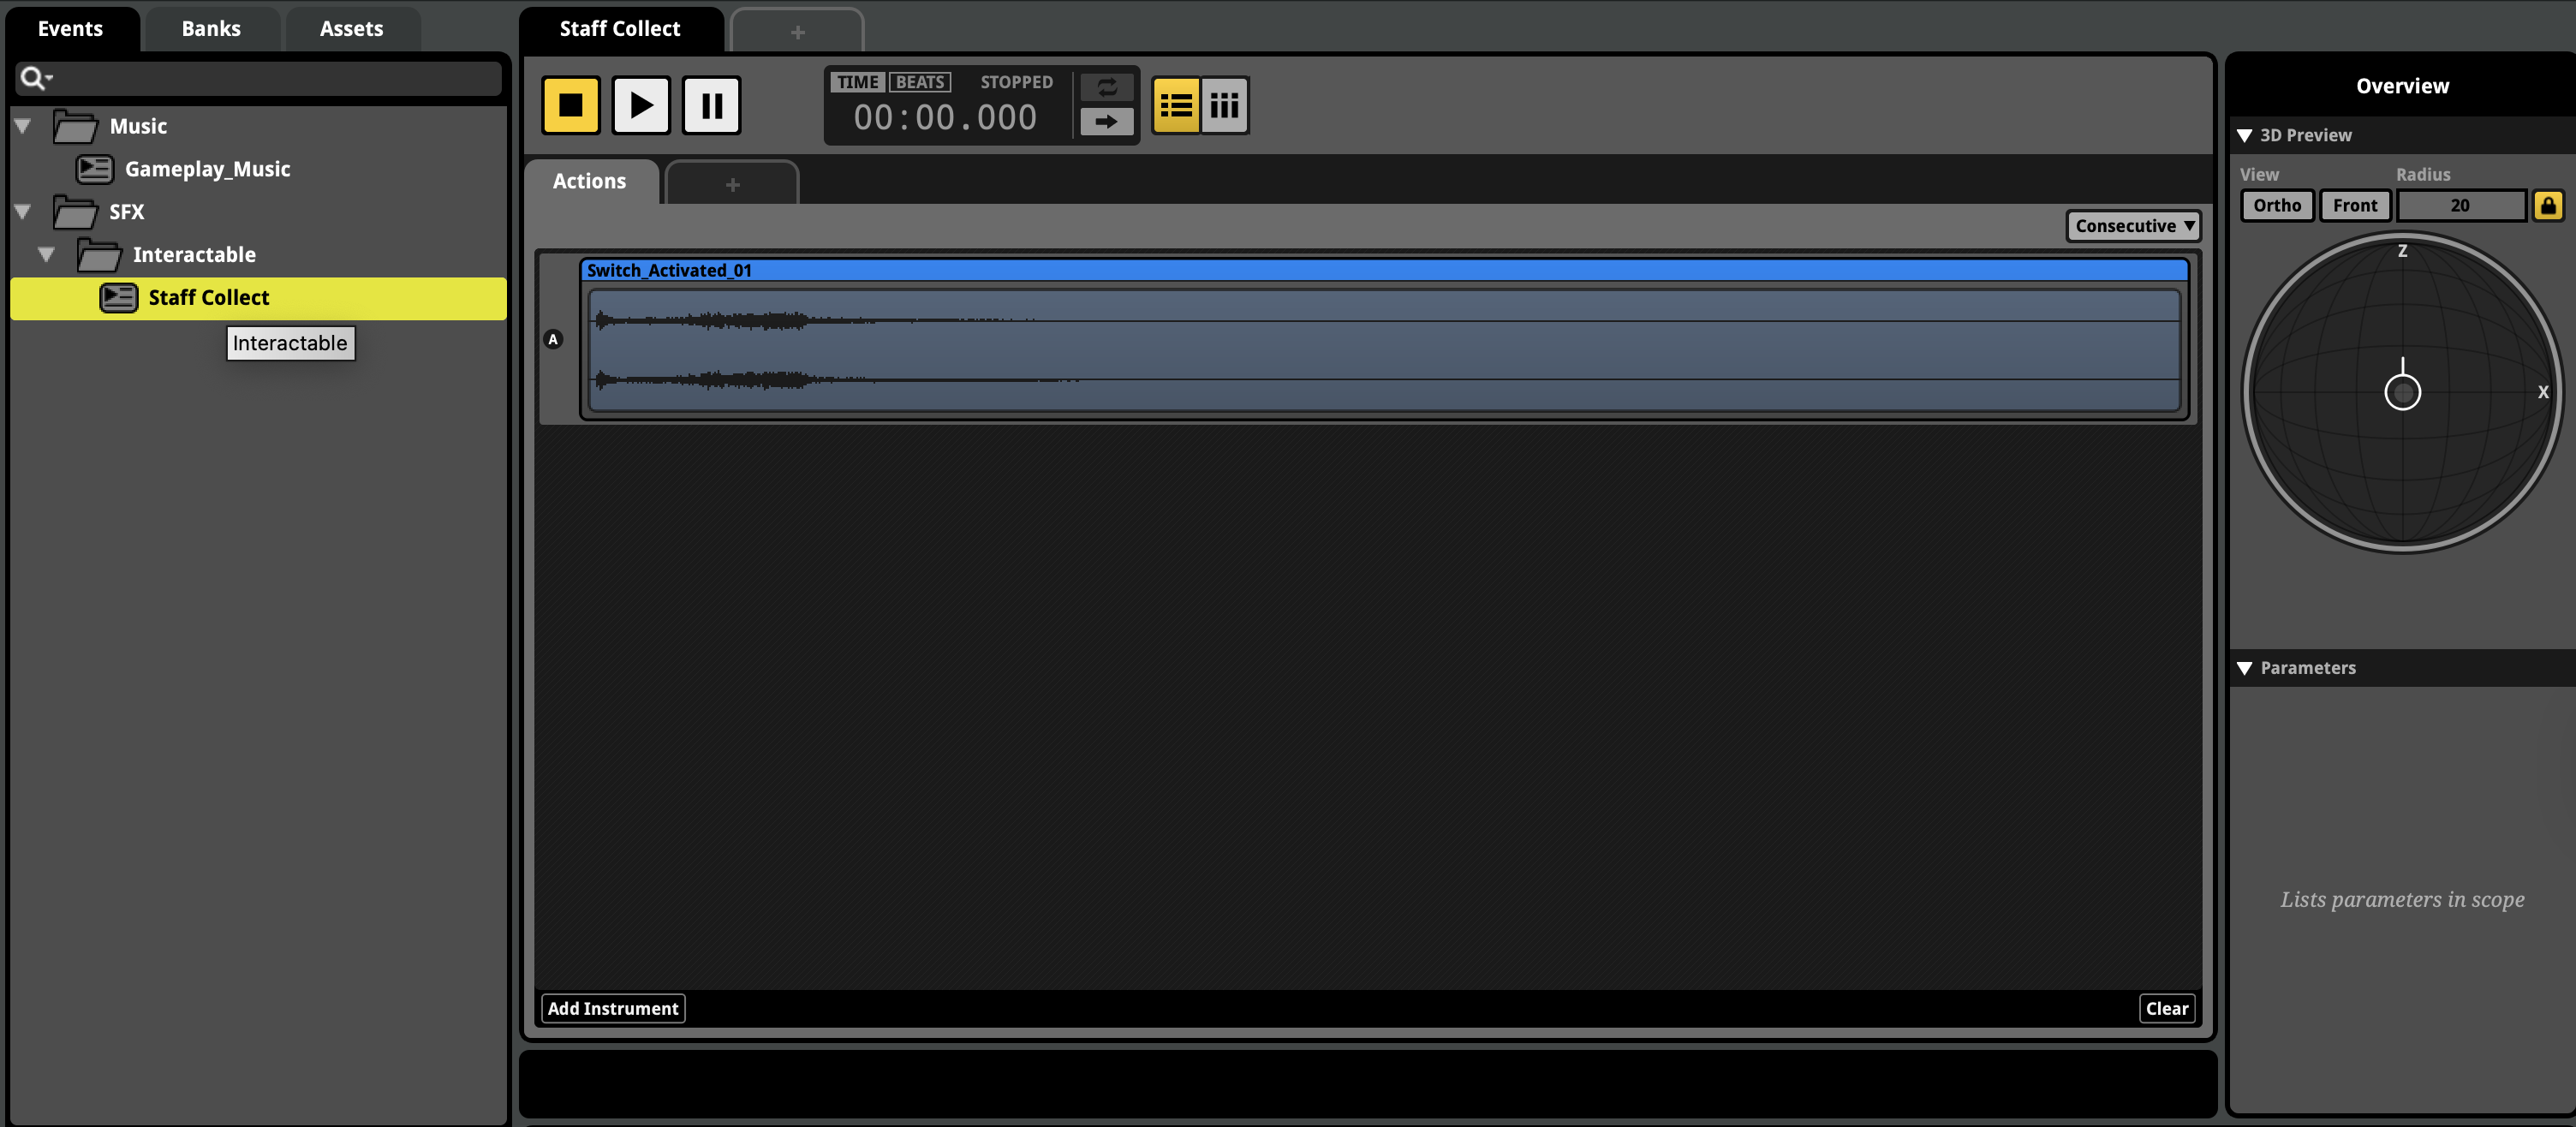 Events
Banks
Assets
Music
Gameplay_Music
SFX
Interactable
Staff Collect
Interactable
Staff Collect
+
TIME BEATS STOPPED
00:00.000
Actions
+
Consecutive
Switch_Activated_01
A
Add Instrument
Clear
Overview
3D Preview
View Radius
Ortho Front 20
Z
X
Parameters
Lists parameters in scope